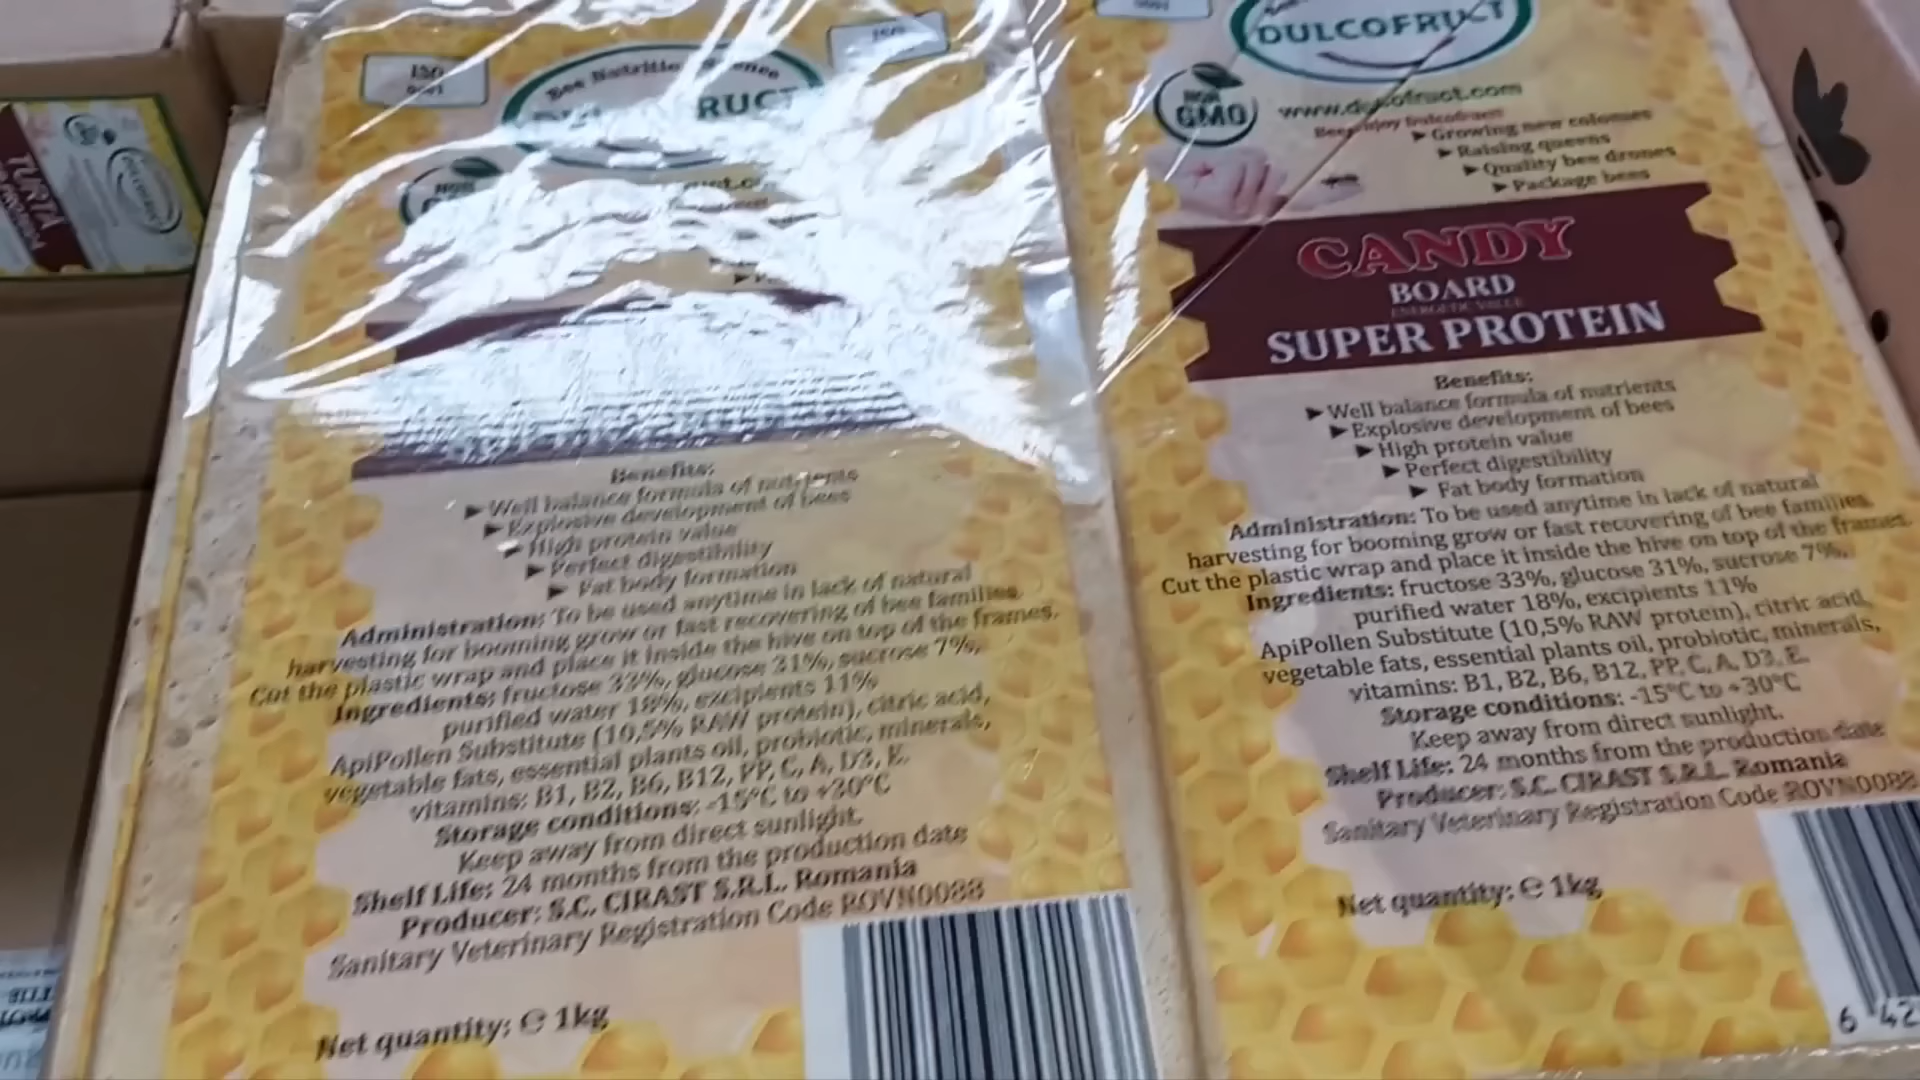 TURTA
DULCOFRUCT
ISO
9001
ISO
Bee Nutrition
RUCT
NON
Benefits:
► Well balance formula of nutrients
► Explosive development of bees
► High protein value
► Perfect digestibility
► Fat body formation
Administration: To be used anytime in lack of natural
harvesting for booming grow or fast recovering of bee families.
Cut the plastic wrap and place it inside the hive on top of the frames.
Ingredients: fructose 33%, glucose 31%, sucrose 7%,
purified water 18%, excipients 11%
ApiPollen Substitute (10,5% RAW protein), citric acid,
vegetable fats, essential plants oil, probiotic, minerals,
vitamins: B1, B2, B6, B12, PP, C, A, D3, E.
Storage conditions: -15°C to +30°C
Keep away from direct sunlight.
Shelf Life: 24 months from the production date
Producer: S.C. CIRAST S.R.L. Romania
Sanitary Veterinary Registration Code ROVN0088
Net quantity: ℮ 1kg
DULCOFRUCT
NON
GMO
www.dulcofruct.com
Bees enjoy Dulcofruct
► Growing new colonies
► Raising queens
► Quality bee drones
► Package bees
CANDY
BOARD
ENERGETIC VALUE
SUPER PROTEIN
Benefits:
► Well balance formula of nutrients
► Explosive development of bees
► High protein value
► Perfect digestibility
► Fat body formation
Administration: To be used anytime in lack of natural
harvesting for booming grow or fast recovering of bee families.
Cut the plastic wrap and place it inside the hive on top of the frames.
Ingredients: fructose 33%, glucose 31%, sucrose 7%,
purified water 18%, excipients 11%
ApiPollen Substitute (10,5% RAW protein), citric acid,
vegetable fats, essential plants oil, probiotic, minerals,
vitamins: B1, B2, B6, B12, PP, C, A, D3, E.
Storage conditions: -15°C to +30°C
Keep away from direct sunlight.
Shelf Life: 24 months from the production date
Producer: S.C. CIRAST S.R.L. Romania
Sanitary Veterinary Registration Code ROVN0088
Net quantity: ℮ 1kg
6 42